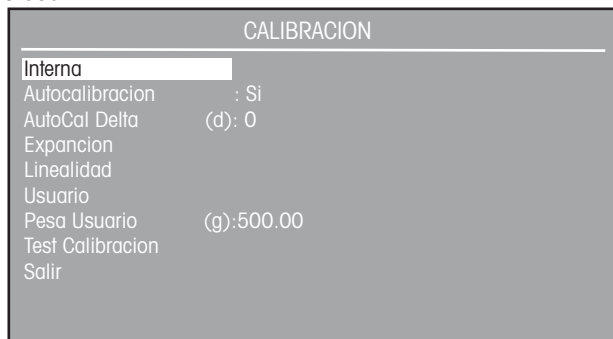 CALIBRACION
Interna
Autocalibracion : Si
AutoCal Delta (d): 0
Expancion
Linealidad
Usuario
Pesa Usuario (g):500.00
Test Calibracion
Salir